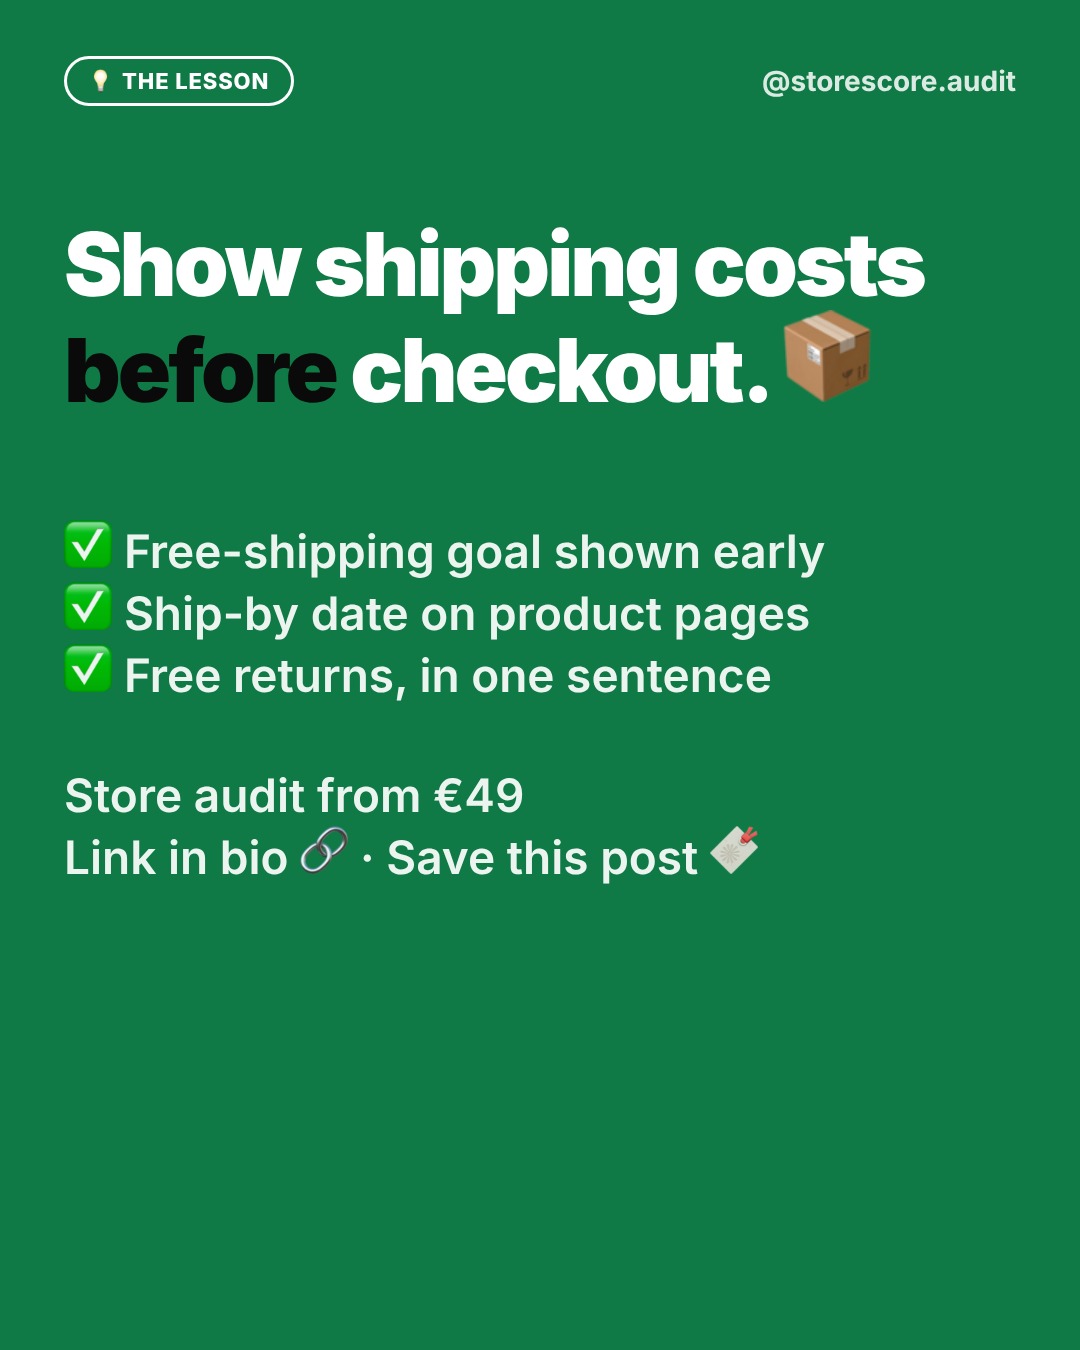 💡 THE LESSON
@storescore.audit
Show shipping costs
before checkout. 📦
✅ Free-shipping goal shown early
✅ Ship-by date on product pages
✅ Free returns, in one sentence
Store audit from €49
Link in bio 🔗 · Save this post 🔖